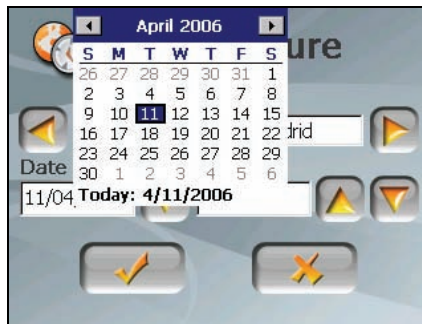 April 2006
ure
S M T W T F S
26 27 28 29 30 31 1
2 3 4 5 6 7 8
9 10 11 12 13 14 15
16 17 18 19 20 21 22
drid
23 24 25 26 27 28 29
Date
30 1 2 3 4 5 6
11/04
Today: 4/11/2006